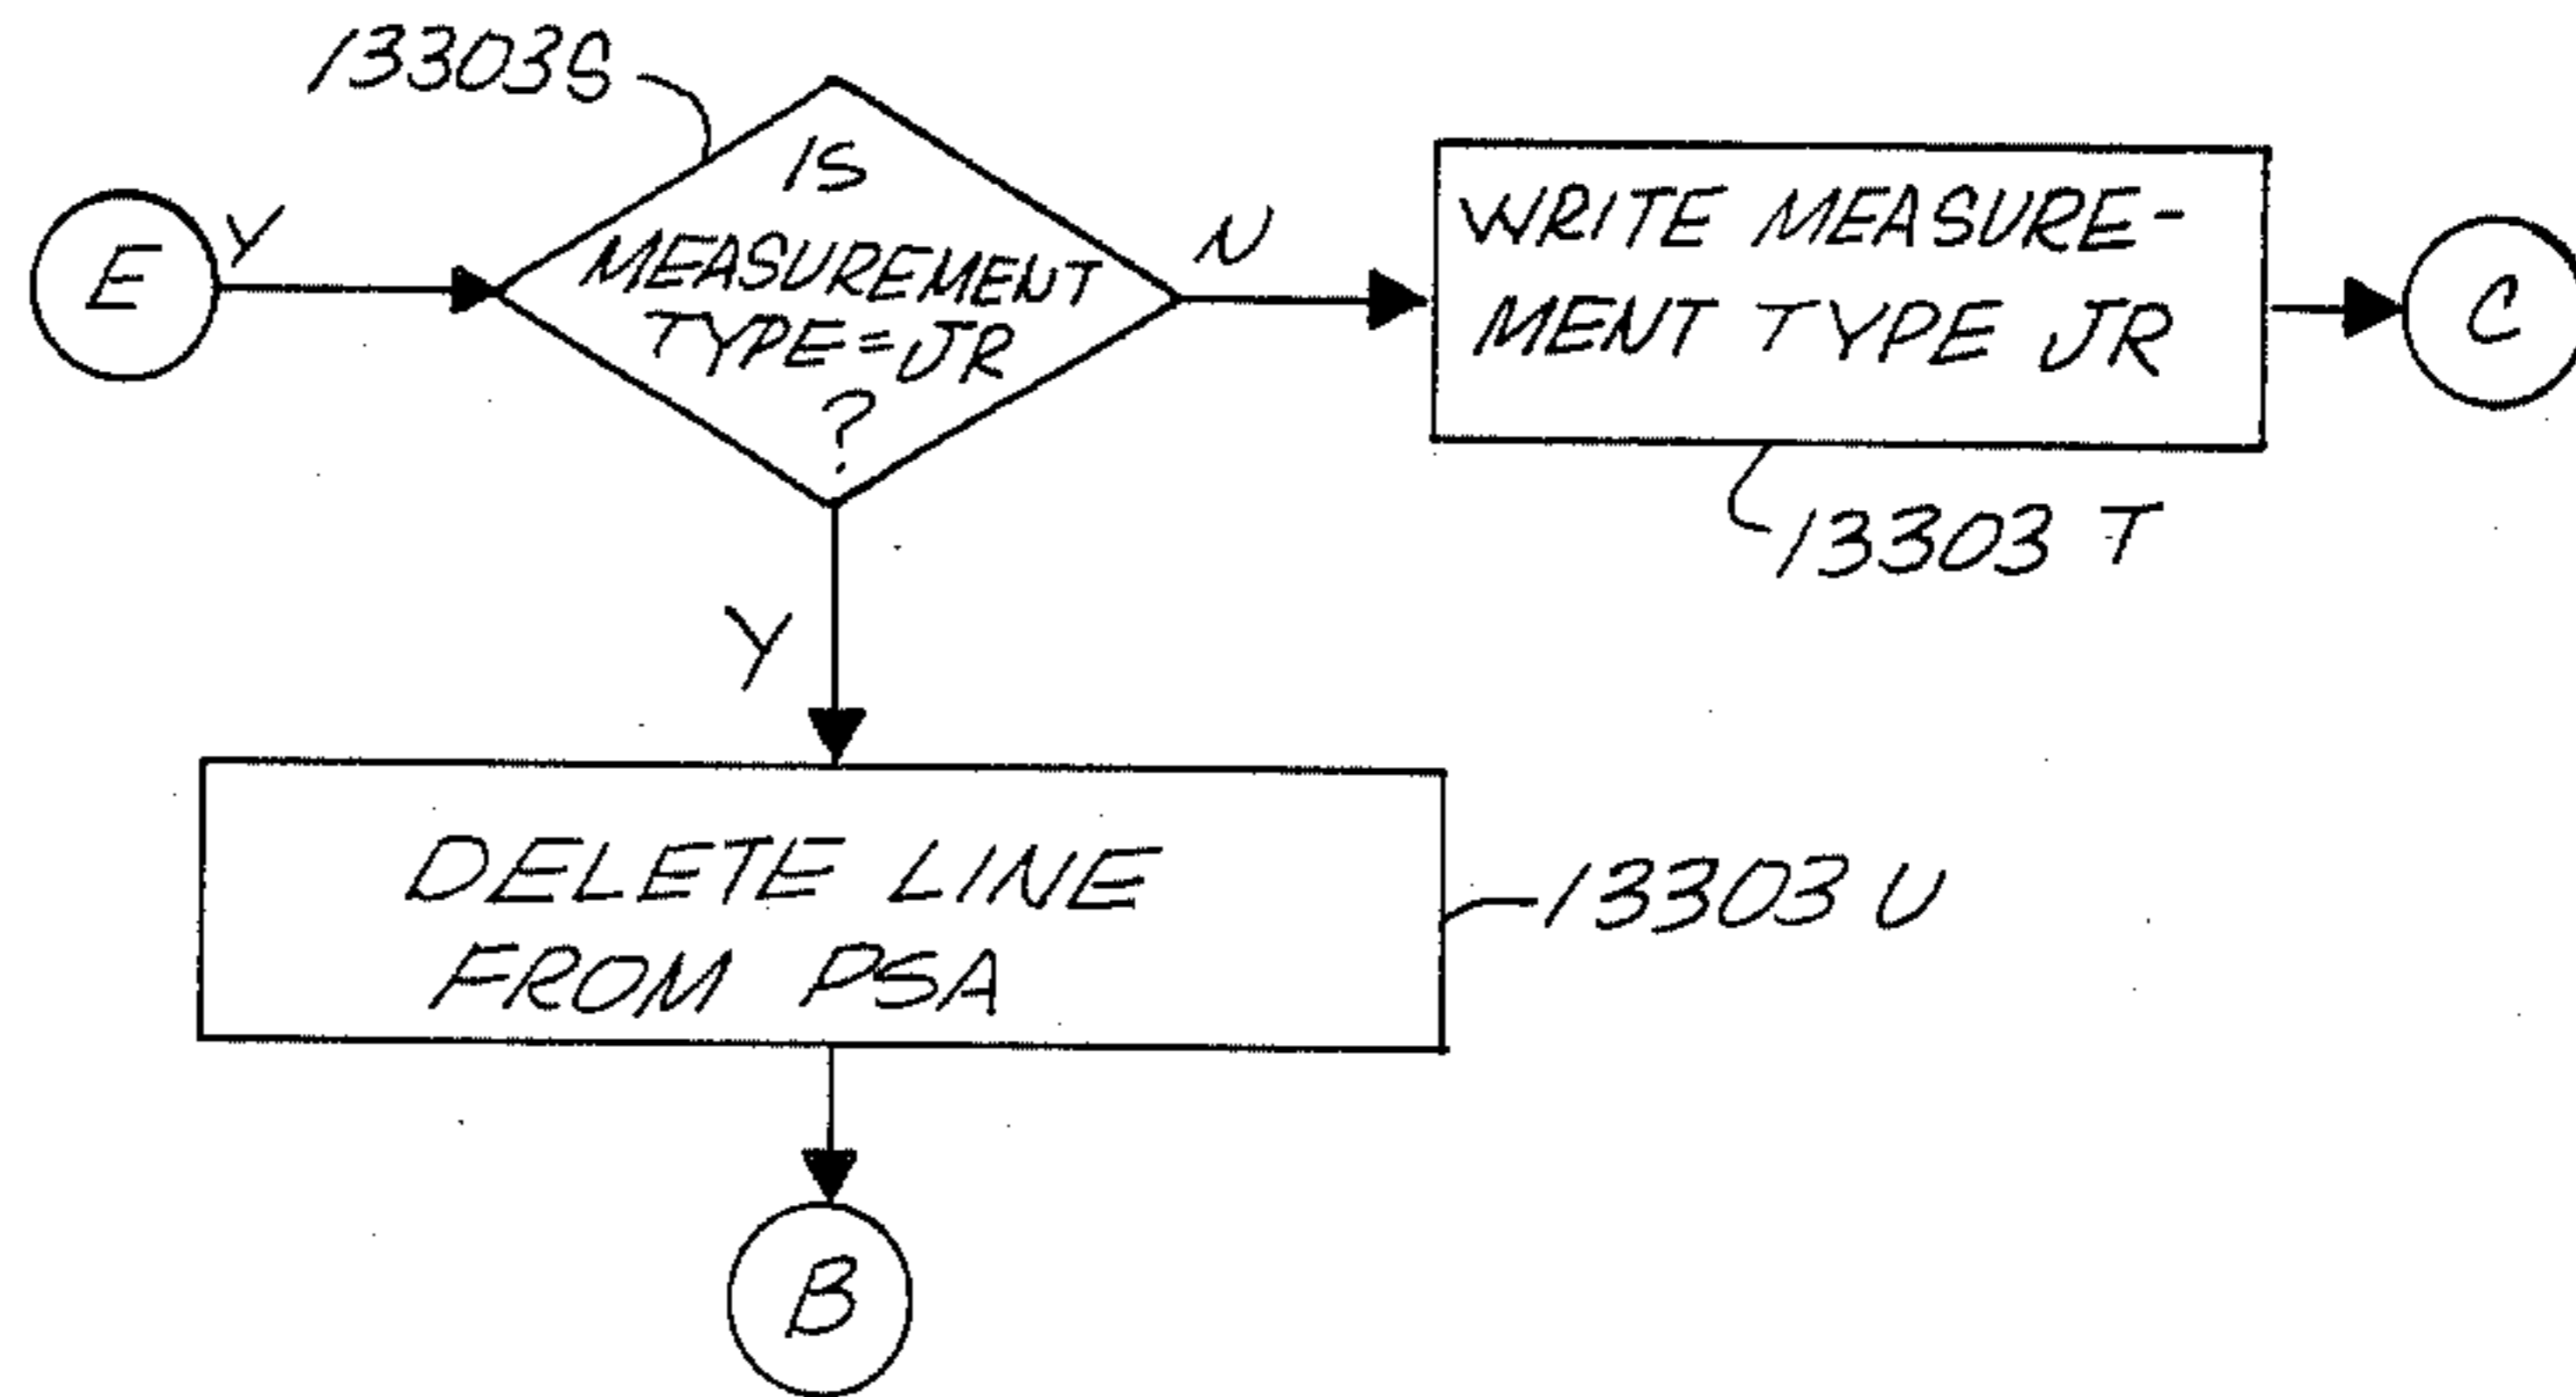 13303S
E
Y
IS
MEASUREMENT
TYPE=JR
?
N
WRITE MEASURE-
MENT TYPE JR
C
13303 T
Y
DELETE LINE
FROM PSA
13303 U
B